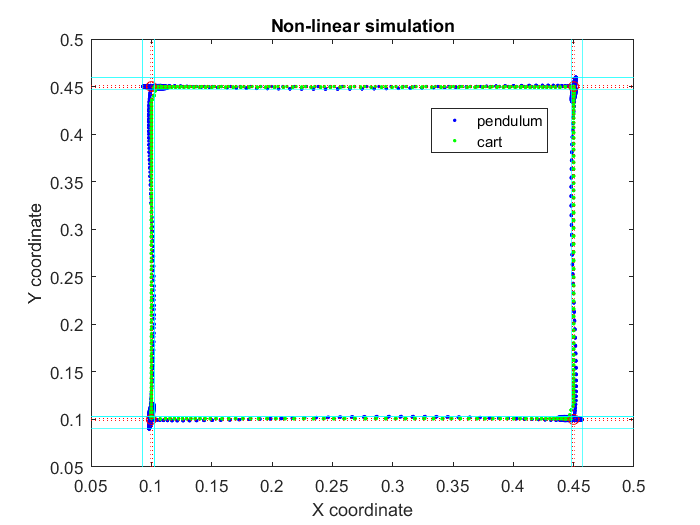 Non-linear simulation
0.5
0.45
0.4
0.35
0.3
0.25
0.2
0.15
0.1
0.05
Y coordinate
pendulum
cart
0.05 0.1 0.15 0.2 0.25 0.3 0.35 0.4 0.45 0.5
X coordinate